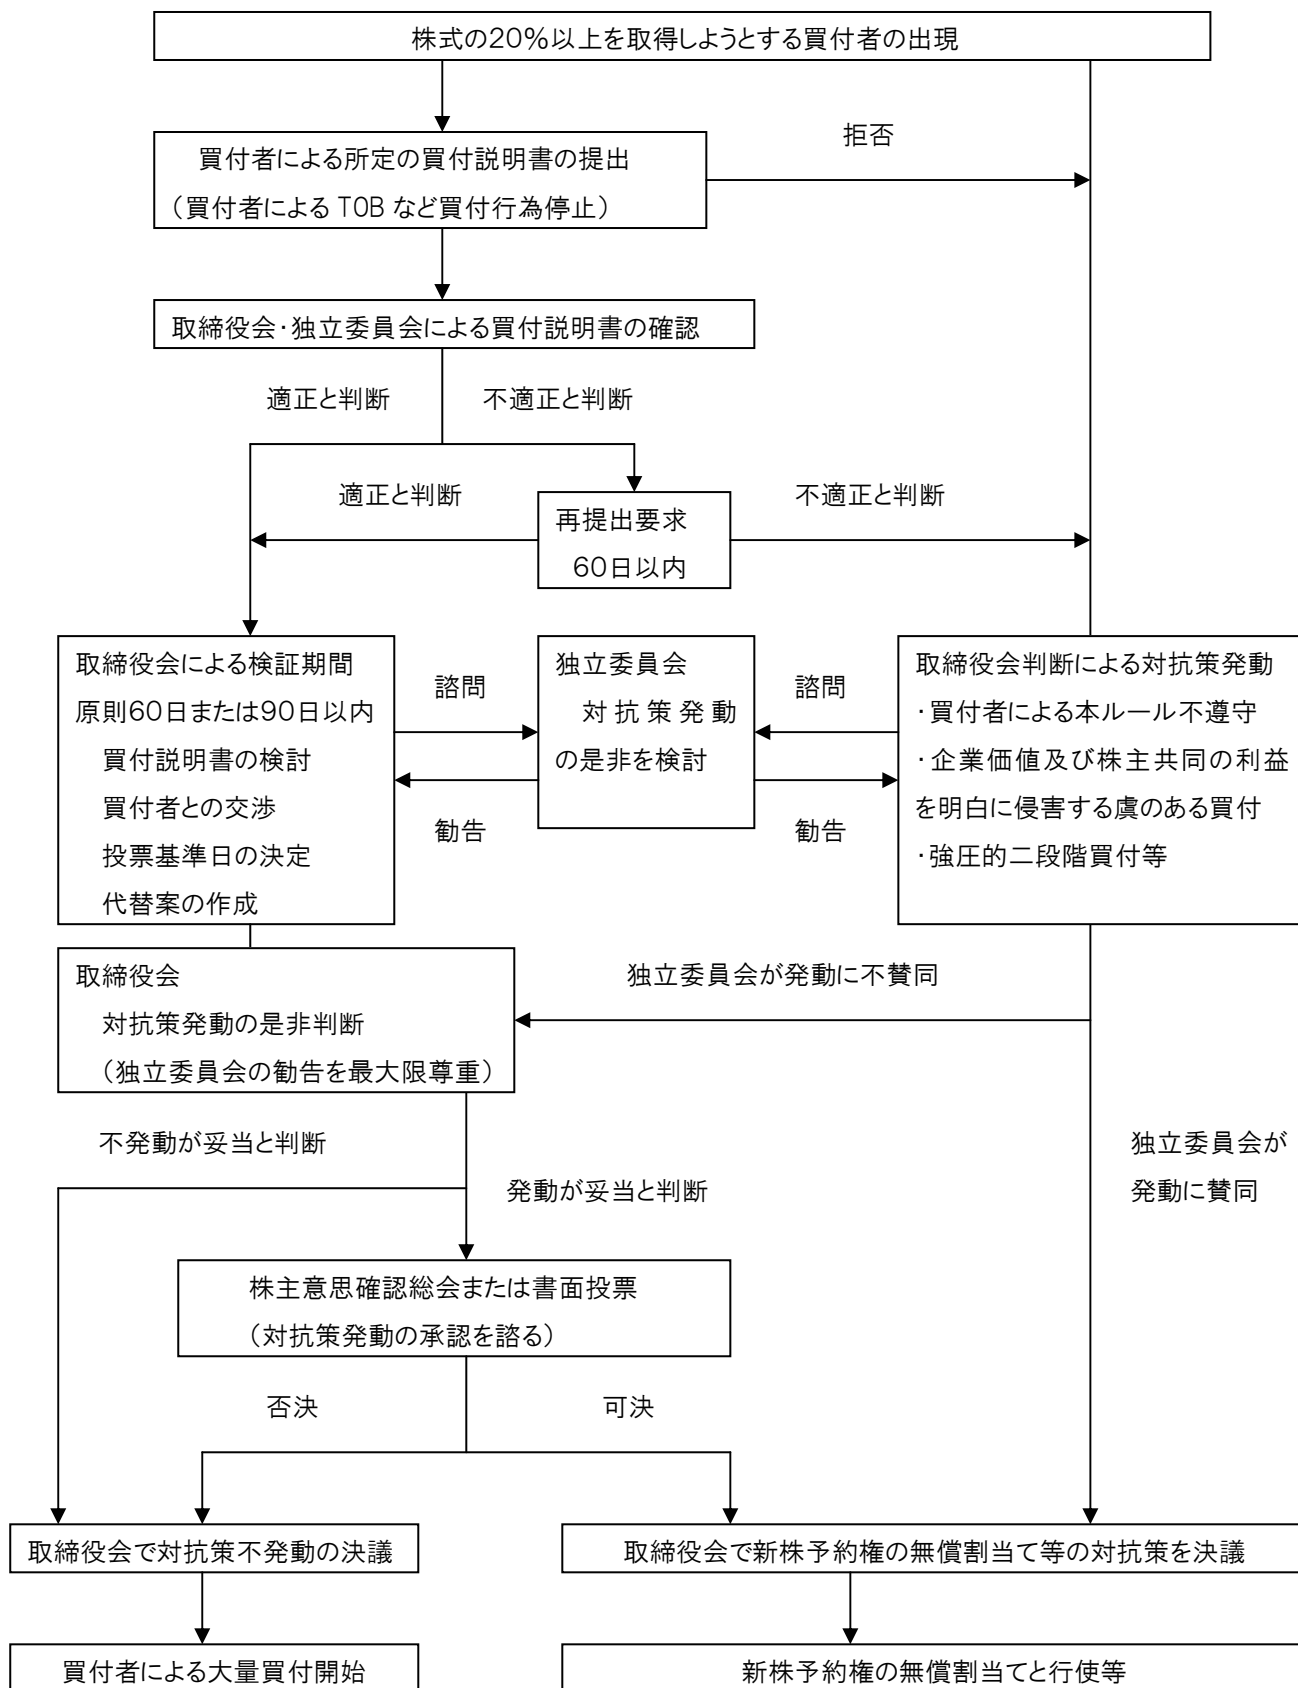 株式の20％以上を取得しようとする買付者の出現
拒否
買付者による所定の買付説明書の提出
（買付者による TOB など買付行為停止）
取締役会・独立委員会による買付説明書の確認
適正と判断
不適正と判断
適正と判断
不適正と判断
再提出要求
60日以内
取締役会による検証期間
原則60日または90日以内
買付説明書の検討
買付者との交渉
投票基準日の決定
代替案の作成
諮問
勧告
独立委員会
対抗策発動
の是非を検討
諮問
勧告
取締役会判断による対抗策発動
・買付者による本ルール不遵守
・企業価値及び株主共同の利益
を明白に侵害する虞のある買付
・強圧的二段階買付等
取締役会
対抗策発動の是非判断
（独立委員会の勧告を最大限尊重）
独立委員会が発動に不賛同
不発動が妥当と判断
発動が妥当と判断
独立委員会が
発動に賛同
株主意思確認総会または書面投票
（対抗策発動の承認を諮る）
否決
可決
取締役会で対抗策不発動の決議
取締役会で新株予約権の無償割当て等の対抗策を決議
買付者による大量買付開始
新株予約権の無償割当てと行使等